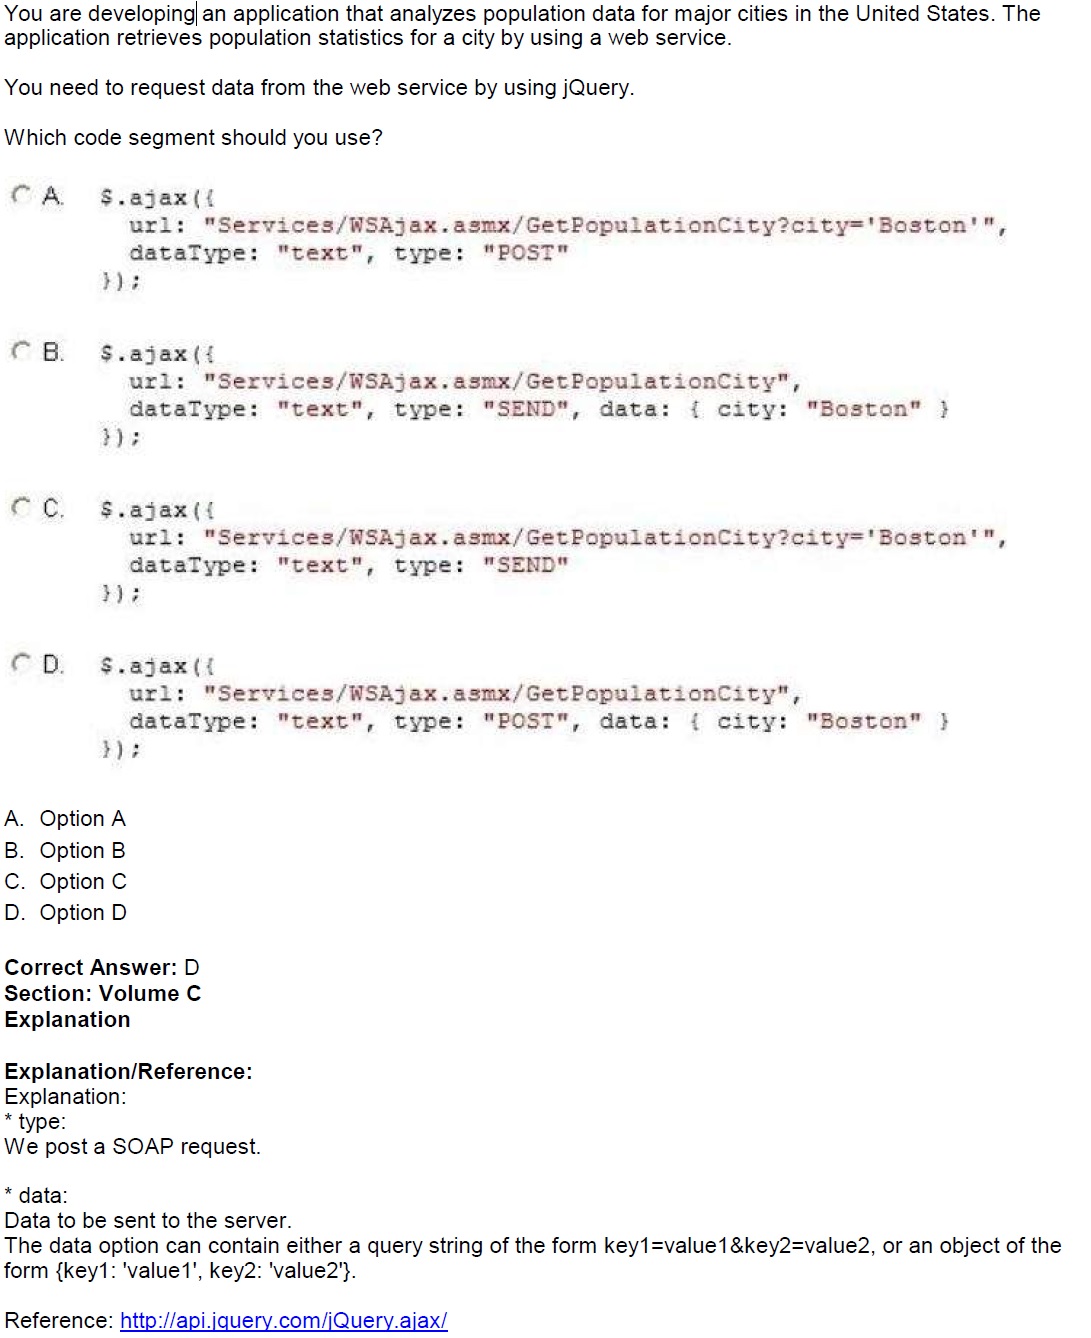 You are developing an application that analyzes population data for major cities in the United States. The
application retrieves population statistics for a city by using a web service.
You need to request data from the web service by using jQuery.
Which code segment should you use?
A. $.ajax({
url: "Services/WSAjax.asmx/GetPopulationCity?city='Boston'",
dataType: "text", type: "POST"
});
B. $.ajax({
url: "Services/WSAjax.asmx/GetPopulationCity",
dataType: "text", type: "SEND", data: { city: "Boston" }
});
C. $.ajax({
url: "Services/WSAjax.asmx/GetPopulationCity?city='Boston'",
dataType: "text", type: "SEND"
});
D. $.ajax({
url: "Services/WSAjax.asmx/GetPopulationCity",
dataType: "text", type: "POST", data: { city: "Boston" }
});
A. Option A
B. Option B
C. Option C
D. Option D
Correct Answer: D
Section: Volume C
Explanation
Explanation/Reference:
Explanation:
* type:
We post a SOAP request.
* data:
Data to be sent to the server.
The data option can contain either a query string of the form key1=value1&key2=value2, or an object of the
form {key1: 'value1', key2: 'value2'}.
Reference: http://api.jquery.com/jQuery.ajax/